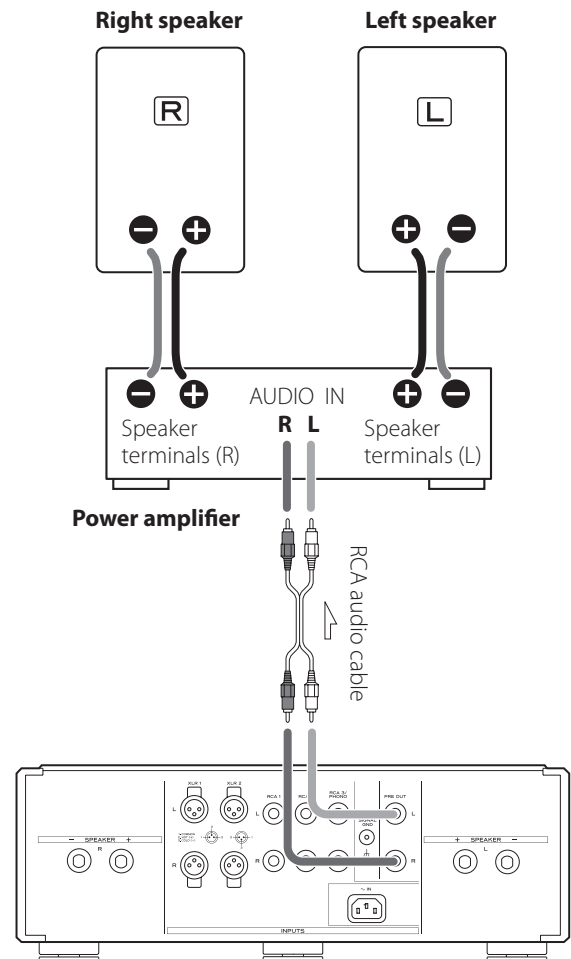 Right speaker
Left speaker
R
L
− +
+ −
− +
AUDIO IN
+ −
Speaker
terminals (R)
R L
Speaker
terminals (L)
Power amplifier
RCA audio cable
XLR 1
XLR 2
RCA 1
RCA
RCA 3/
PHONO
PRE OUT
L
L
L
SIGNAL
GND
− SPEAKER +
R
+ SPEAKER −
L
R
R
R
~ IN
INPUTS